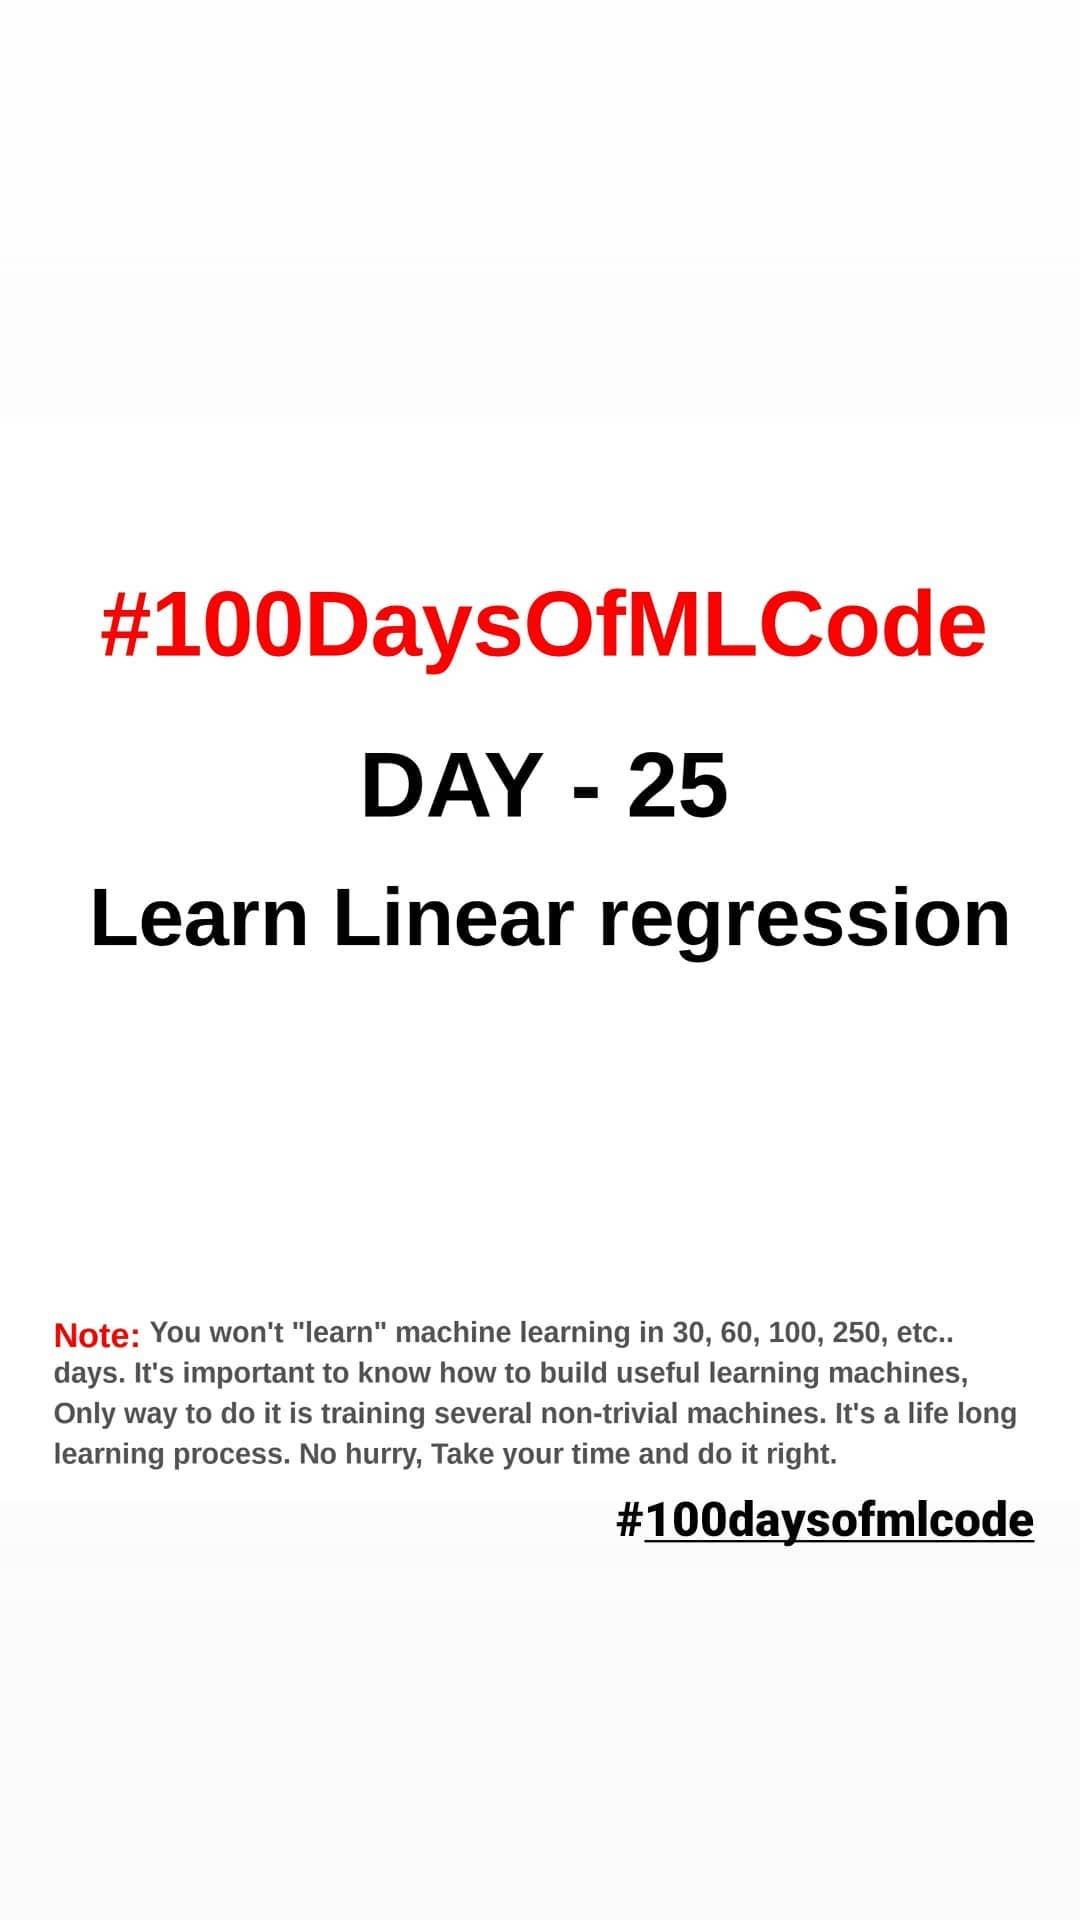 #100DaysOfMLCode
DAY - 25
Learn Linear regression
Note: You won't "learn" machine learning in 30, 60, 100, 250, etc..
days. It's important to know how to build useful learning machines,
Only way to do it is training several non-trivial machines. It's a life long
learning process. No hurry, Take your time and do it right.
#100daysofmlcode